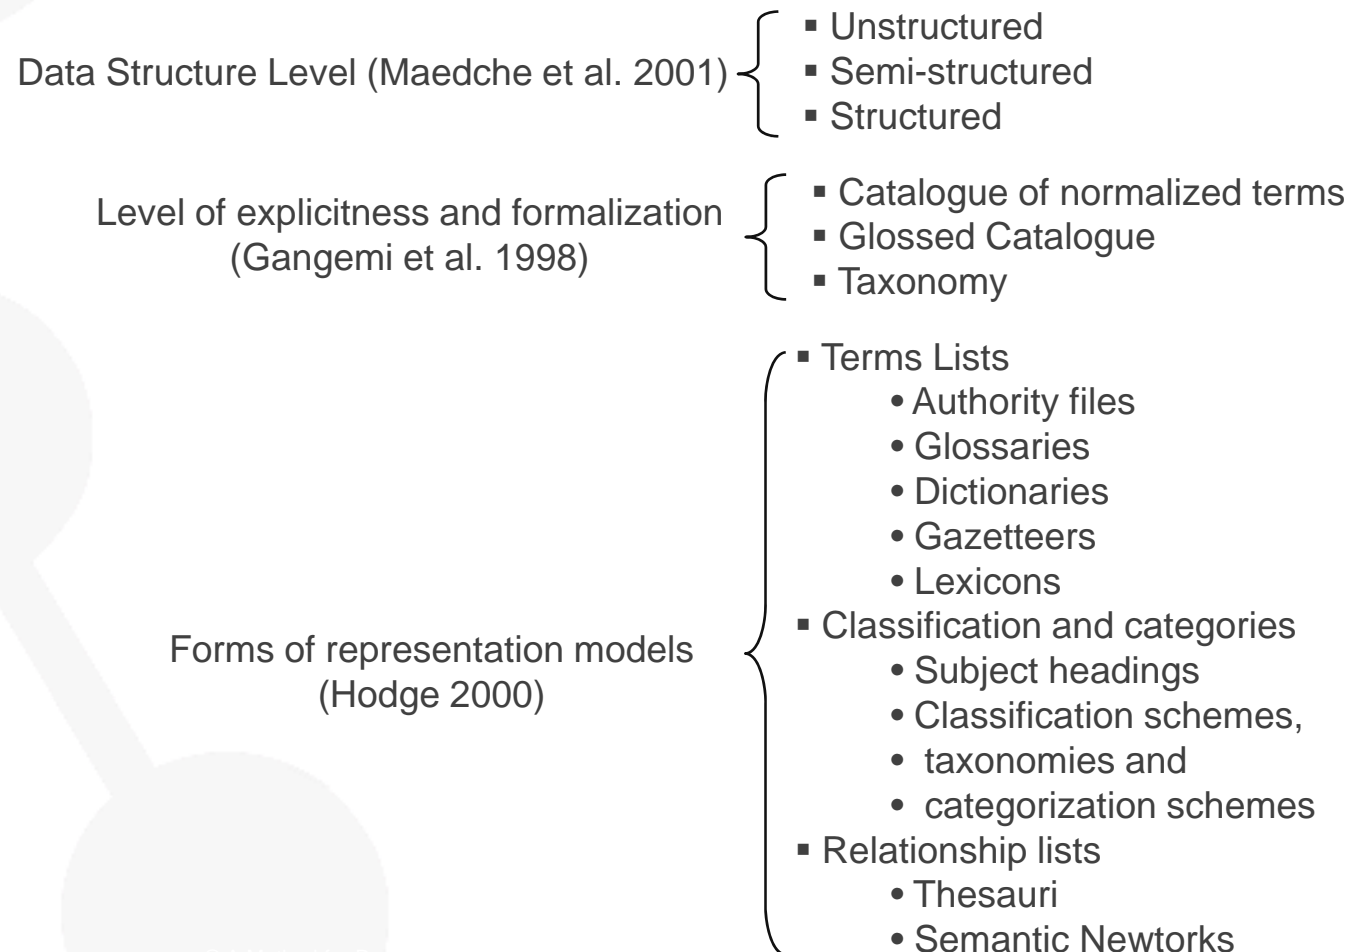 Data Structure Level (Maedche et al. 2001)
▪ Unstructured
▪ Semi-structured
▪ Structured
Level of explicitness and formalization
(Gangemi et al. 1998)
▪ Catalogue of normalized terms
▪ Glossed Catalogue
▪ Taxonomy
Forms of representation models
(Hodge 2000)
▪ Terms Lists
• Authority files
• Glossaries
• Dictionaries
• Gazetteers
• Lexicons
▪ Classification and categories
• Subject headings
• Classification schemes,
• taxonomies and
• categorization schemes
▪ Relationship lists
• Thesauri
• Semantic Newtorks